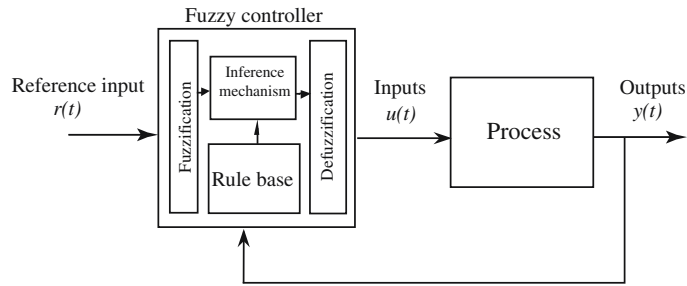 Fuzzy controller
Reference input
r(t)
Fuzzification
Inference
mechanism
Rule base
Defuzzification
Inputs
u(t)
Process
Outputs
y(t)